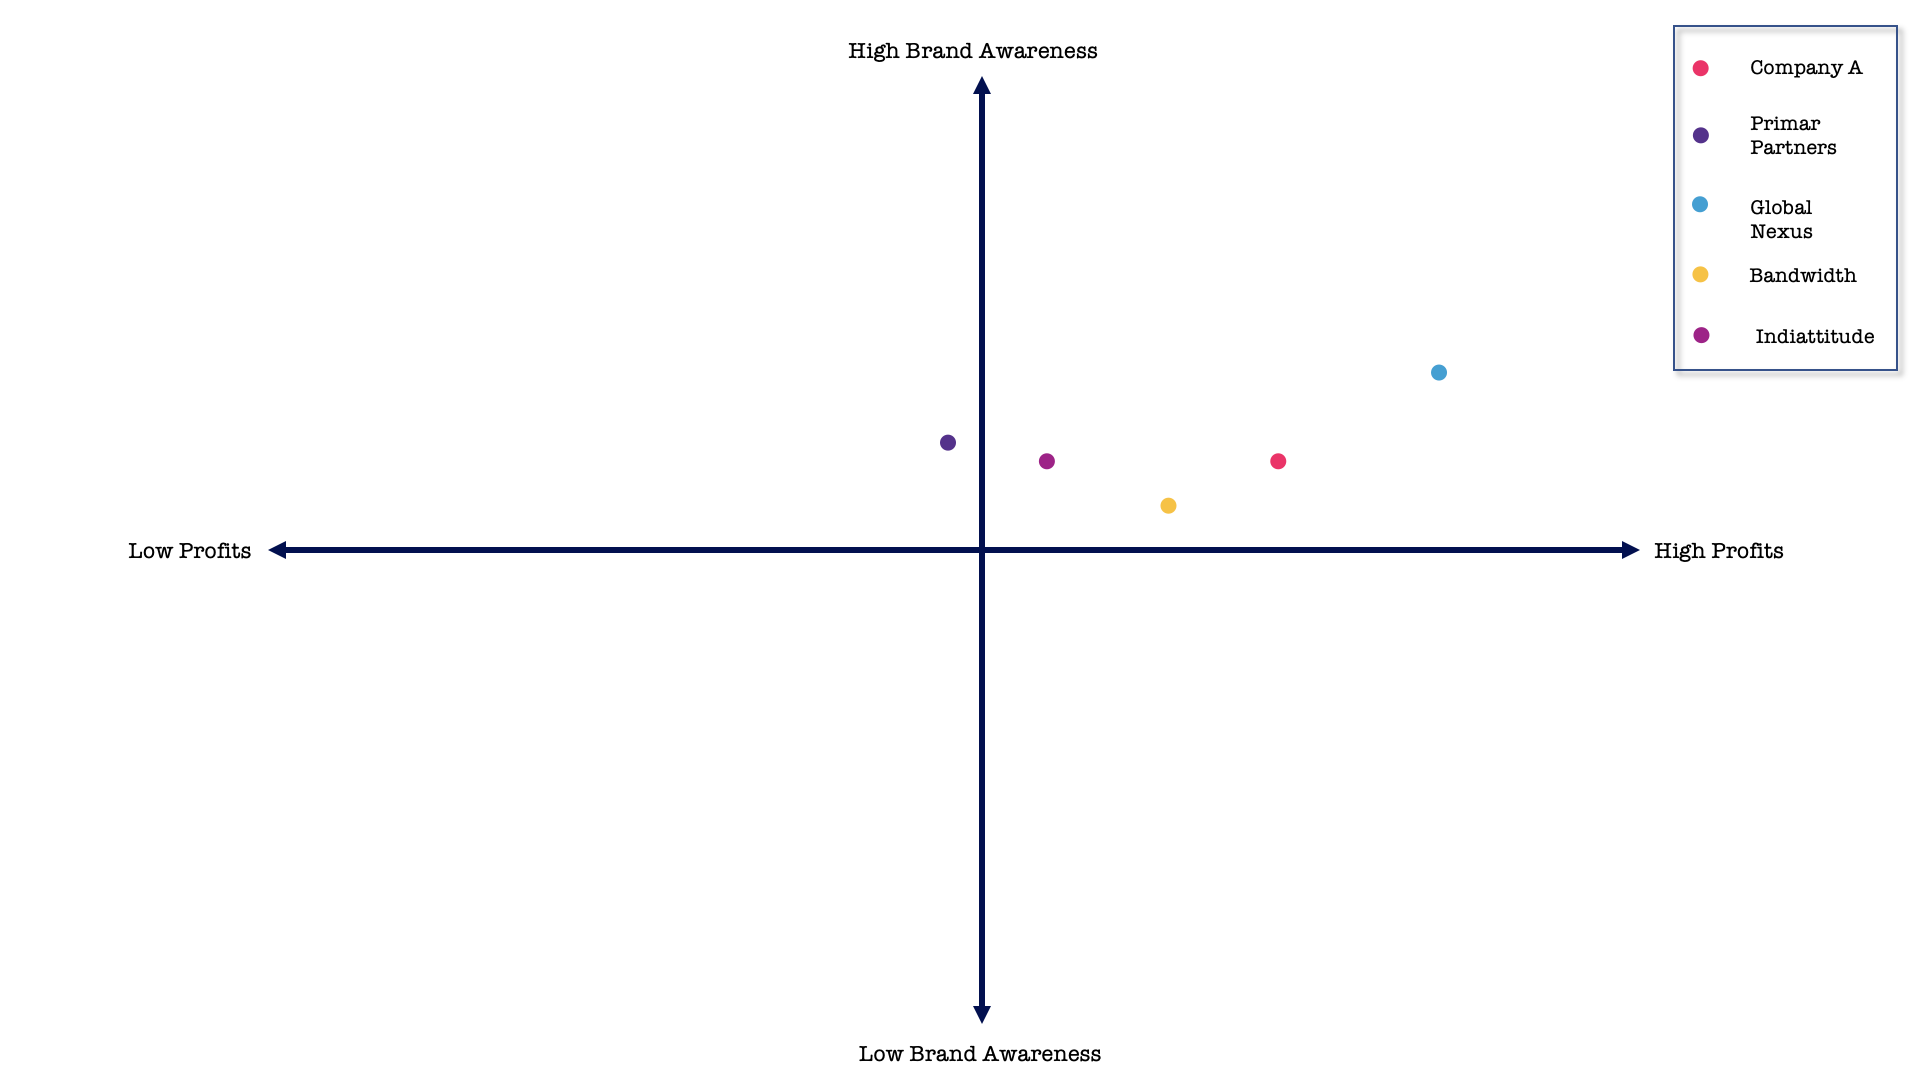 High Brand Awareness
Company A
Primar
Partners
Global
Nexus
Bandwidth
Indiattitude
Low Profits
High Profits
Low Brand Awareness